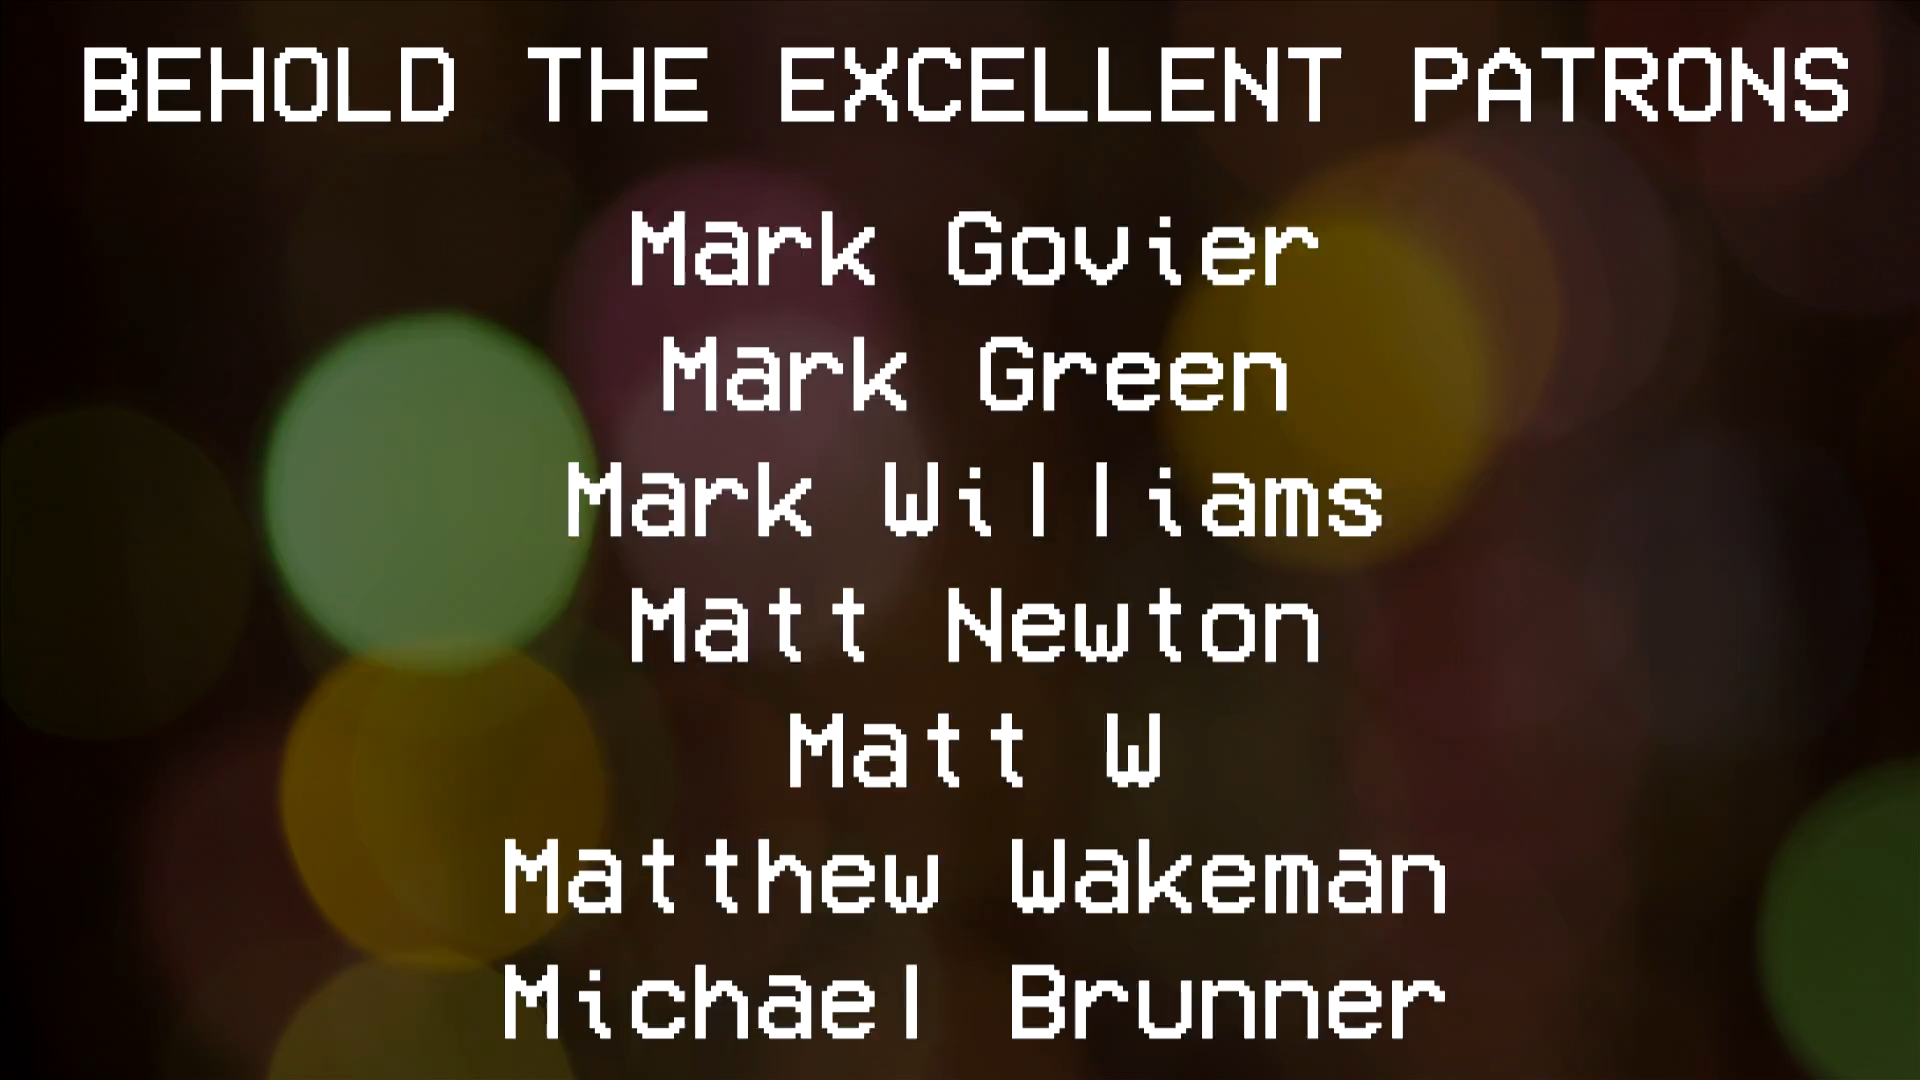 BEHOLD THE EXCELLENT PATRONS
Mark Govier
Mark Green
Mark Williams
Matt Newton
Matt W
Matthew Wakeman
Michael Brunner